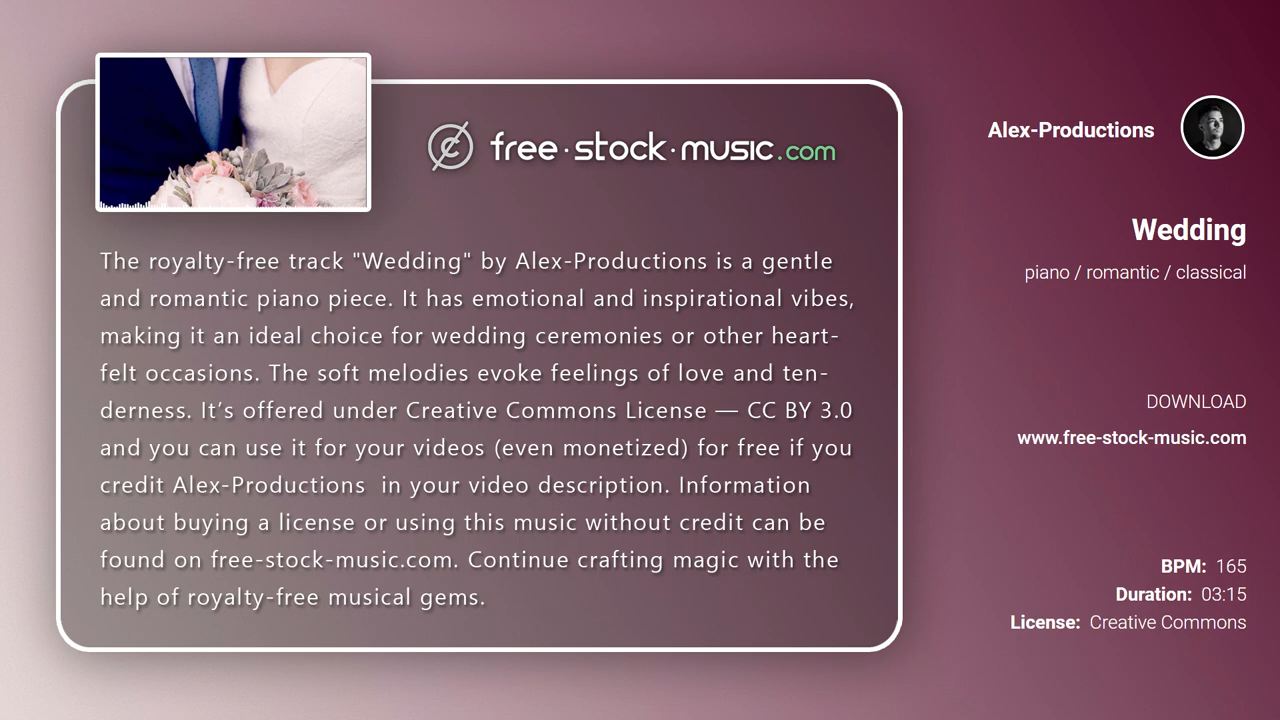 free·stock·music.com
The royalty-free track "Wedding" by Alex-Productions is a gentle
and romantic piano piece. It has emotional and inspirational vibes,
making it an ideal choice for wedding ceremonies or other heart-
felt occasions. The soft melodies evoke feelings of love and ten-
derness. It’s offered under Creative Commons License — CC BY 3.0
and you can use it for your videos (even monetized) for free if you
credit Alex-Productions  in your video description. Information
about buying a license or using this music without credit can be
found on free-stock-music.com. Continue crafting magic with the
help of royalty-free musical gems.
Alex-Productions
Wedding
piano / romantic / classical
DOWNLOAD
www.free-stock-music.com
BPM: 165
Duration: 03:15
License: Creative Commons